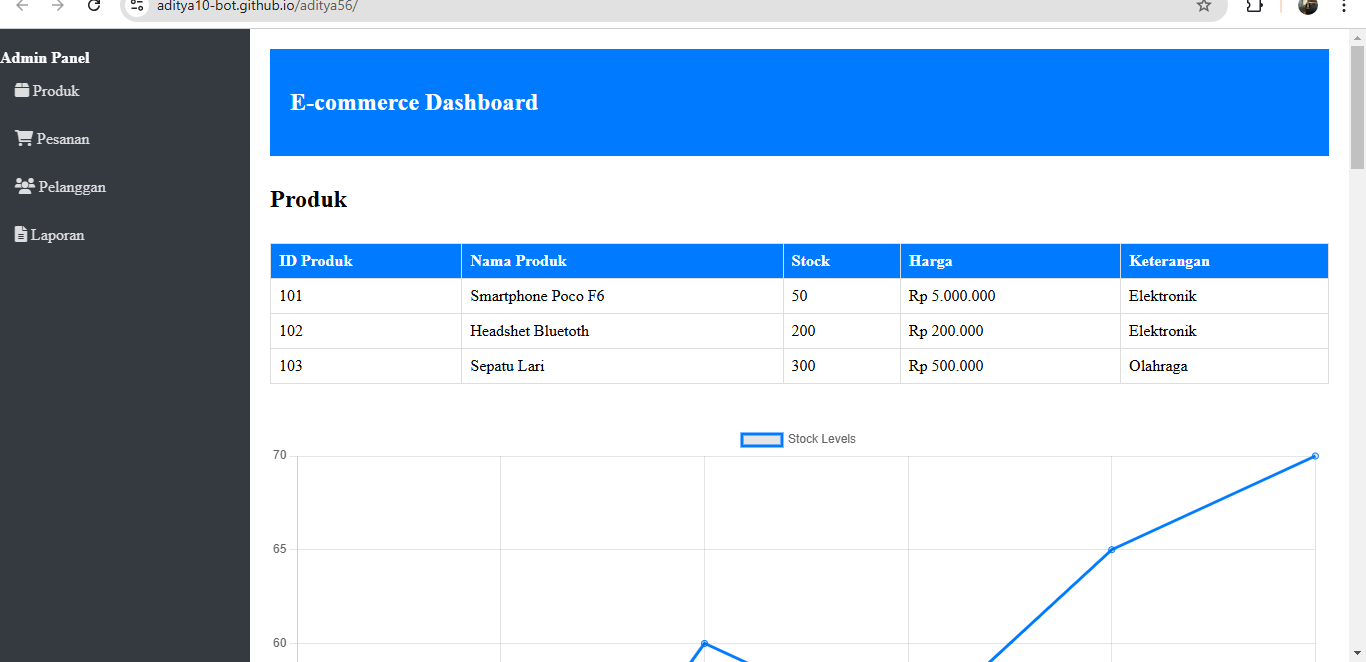 aditya10-bot.github.io/aditya56/
Admin Panel
Produk
Pesanan
Pelanggan
Laporan
E-commerce Dashboard
Produk
ID Produk Nama Produk Stock Harga Keterangan
101 Smartphone Poco F6 50 Rp 5.000.000 Elektronik
102 Headshet Bluetoth 200 Rp 200.000 Elektronik
103 Sepatu Lari 300 Rp 500.000 Olahraga
Stock Levels
70
65
60